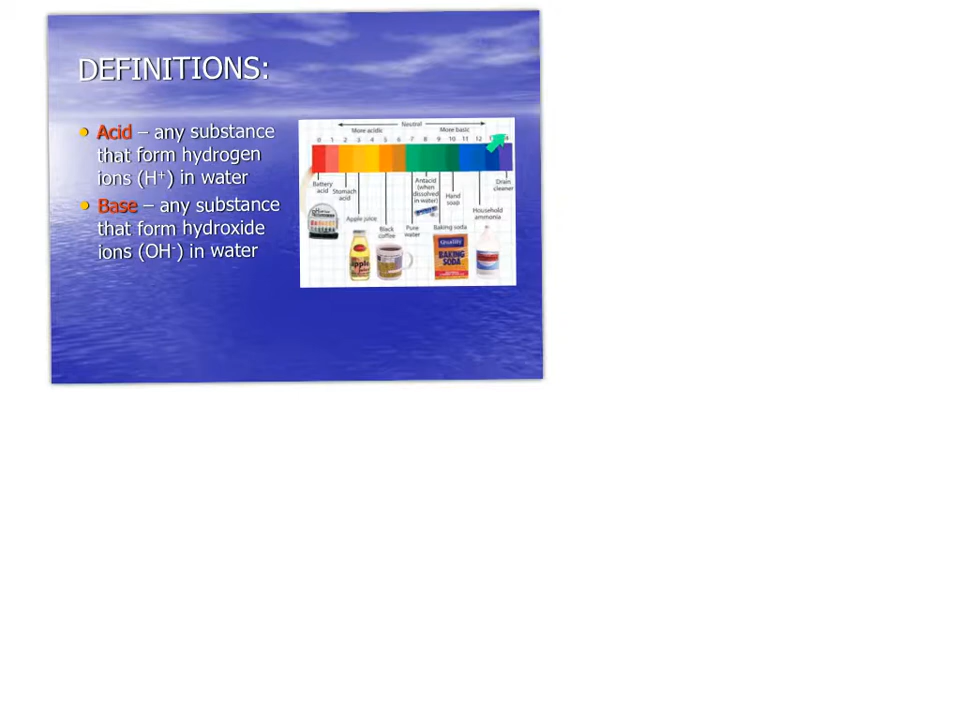 DEFINITIONS:
Acid – any substance
that form hydrogen
ions (H+) in water
Base – any substance
that form hydroxide
ions (OH-) in water
Neutral
More acidic
More basic
0 1 2 3 4 5 6 7 8 9 10 11 12
Battery
acid
Stomach
acid
Antacid (when
dissolved
in water)
Hand
soap
Drain
cleaner
Household
ammonia
Apple juice
Black
coffee
Pure
water
Baking soda
apple
BAKING
SODA